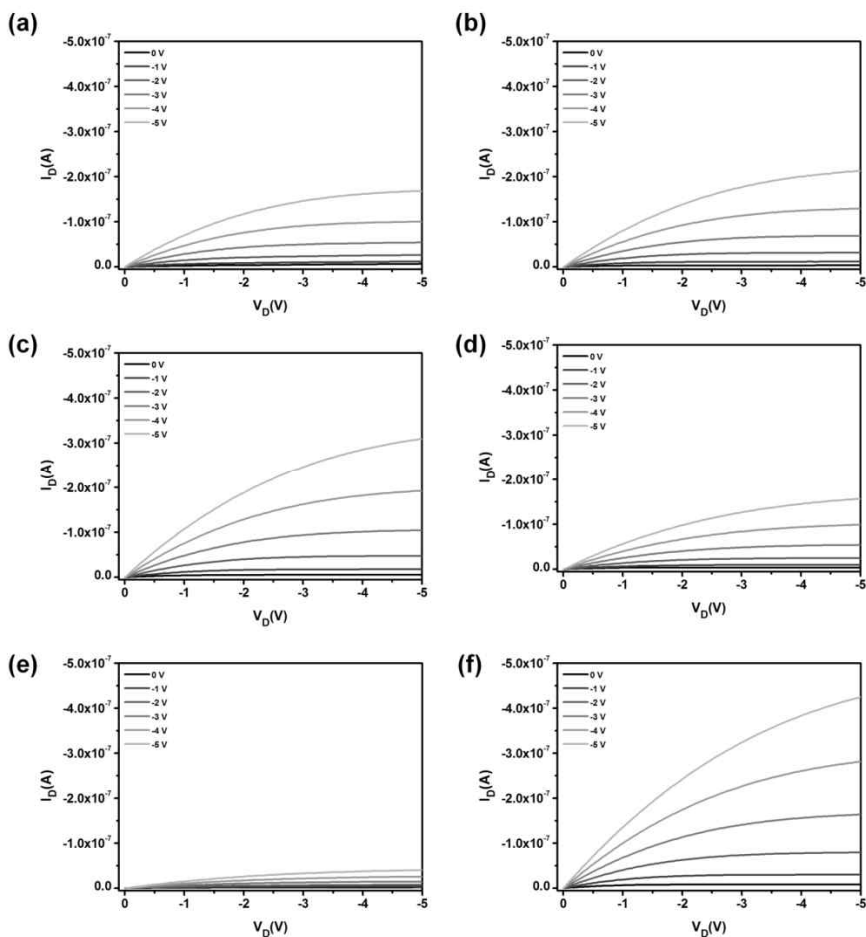 (a)
-5.0x10⁻⁷
-4.0x10⁻⁷
-3.0x10⁻⁷
-2.0x10⁻⁷
-1.0x10⁻⁷
0.0
I_D(A)
0 V
-1 V
-2 V
-3 V
-4 V
-5 V
0 -1 -2 -3 -4 -5
V_D(V)
(b)
-5.0x10⁻⁷
-4.0x10⁻⁷
-3.0x10⁻⁷
-2.0x10⁻⁷
-1.0x10⁻⁷
0.0
I_D(A)
0 V
-1 V
-2 V
-3 V
-4 V
-5 V
0 -1 -2 -3 -4 -5
V_D(V)
(c)
-5.0x10⁻⁷
-4.0x10⁻⁷
-3.0x10⁻⁷
-2.0x10⁻⁷
-1.0x10⁻⁷
0.0
I_D(A)
0 V
-1 V
-2 V
-3 V
-4 V
-5 V
0 -1 -2 -3 -4 -5
V_D(V)
(d)
-5.0x10⁻⁷
-4.0x10⁻⁷
-3.0x10⁻⁷
-2.0x10⁻⁷
-1.0x10⁻⁷
0.0
I_D(A)
0 V
-1 V
-2 V
-3 V
-4 V
-5 V
0 -1 -2 -3 -4 -5
V_D(V)
(e)
-5.0x10⁻⁷
-4.0x10⁻⁷
-3.0x10⁻⁷
-2.0x10⁻⁷
-1.0x10⁻⁷
0.0
I_D(A)
0 V
-1 V
-2 V
-3 V
-4 V
-5 V
0 -1 -2 -3 -4 -5
V_D(V)
(f)
-5.0x10⁻⁷
-4.0x10⁻⁷
-3.0x10⁻⁷
-2.0x10⁻⁷
-1.0x10⁻⁷
0.0
I_D(A)
0 V
-1 V
-2 V
-3 V
-4 V
-5 V
0 -1 -2 -3 -4 -5
V_D(V)